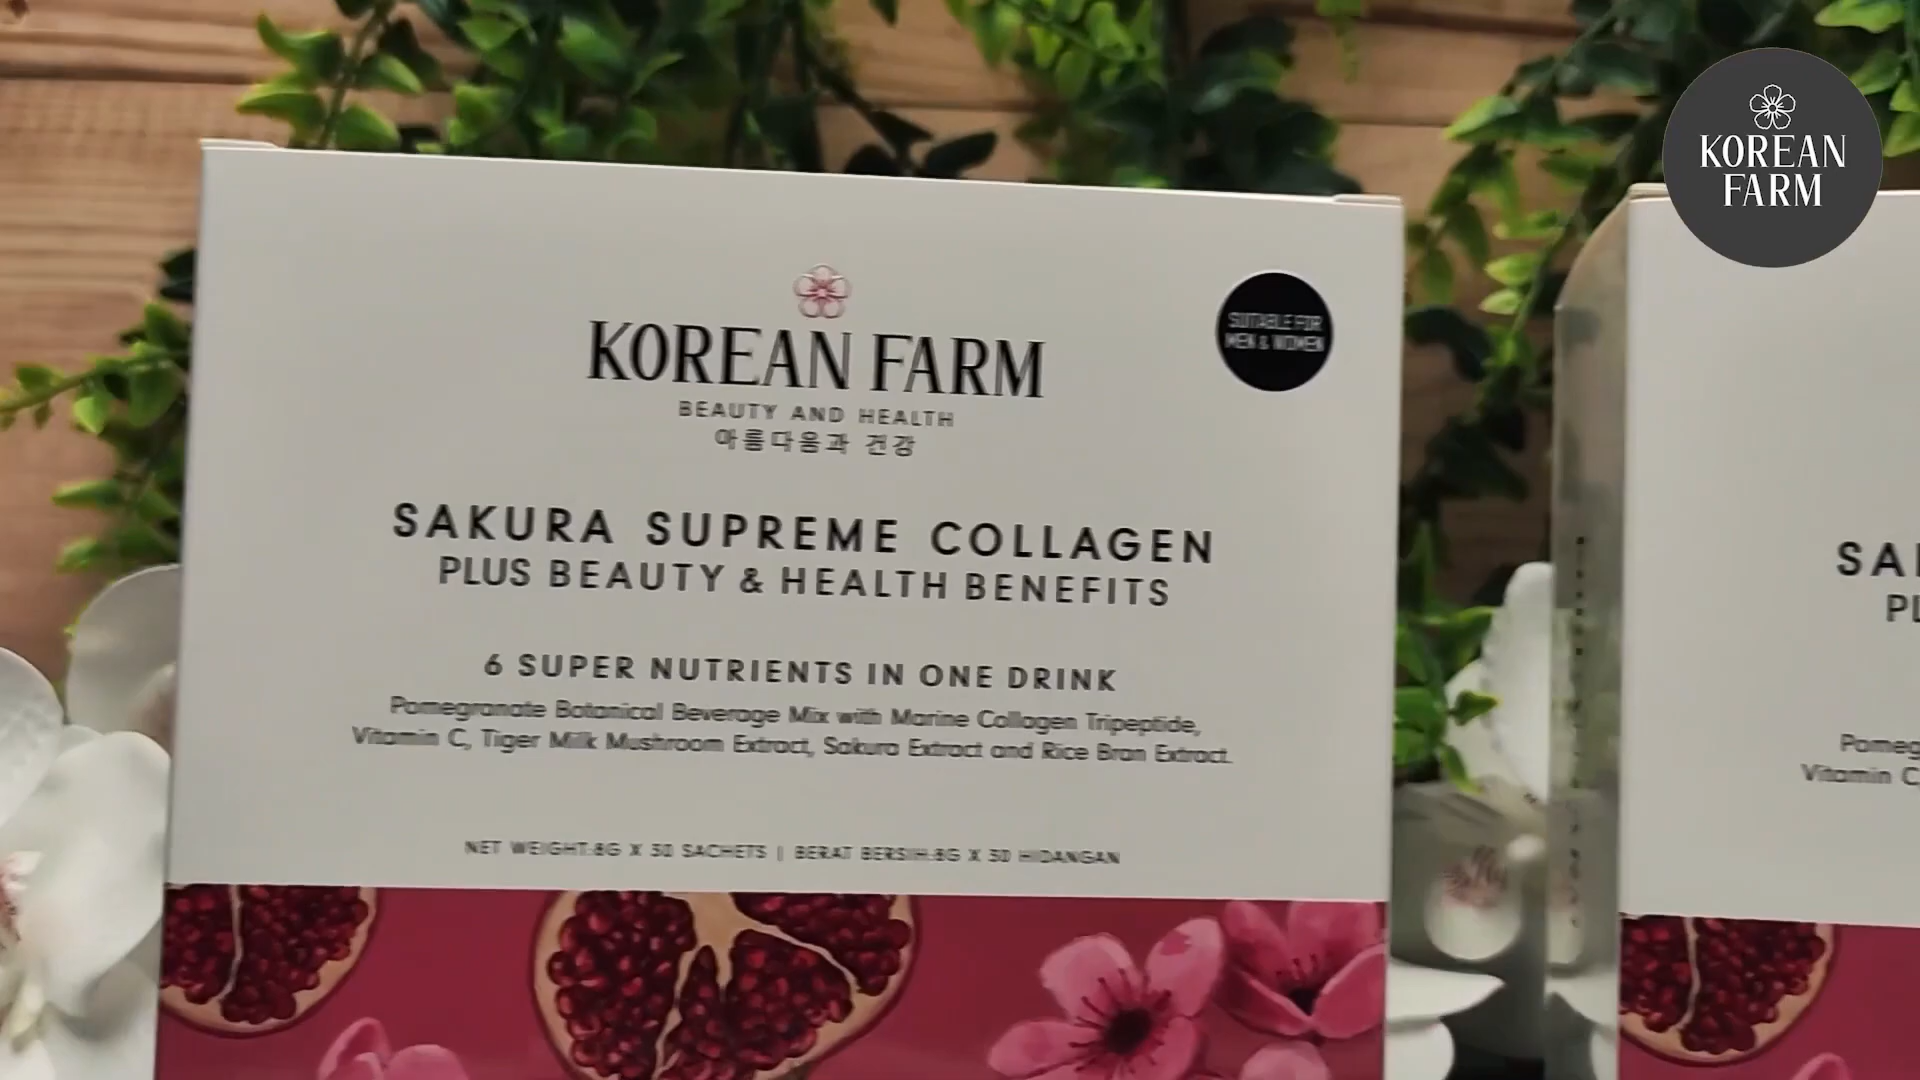 KOREAN FARM
BEAUTY AND HEALTH
아름다움과 건강
SUITABLE FOR
MEN & WOMEN
SAKURA SUPREME COLLAGEN
PLUS BEAUTY & HEALTH BENEFITS
6 SUPER NUTRIENTS IN ONE DRINK
Pomegranate Botanical Beverage Mix with Marine Collagen Tripeptide,
Vitamin C, Tiger Milk Mushroom Extract, Sakura Extract and Rice Bran Extract.
NET WEIGHT:8G X 30 SACHETS | BERAT BERSIH:8G X 30 HIDANGAN
KOREAN
FARM
SA
PL
Pomeg
Vitamin C